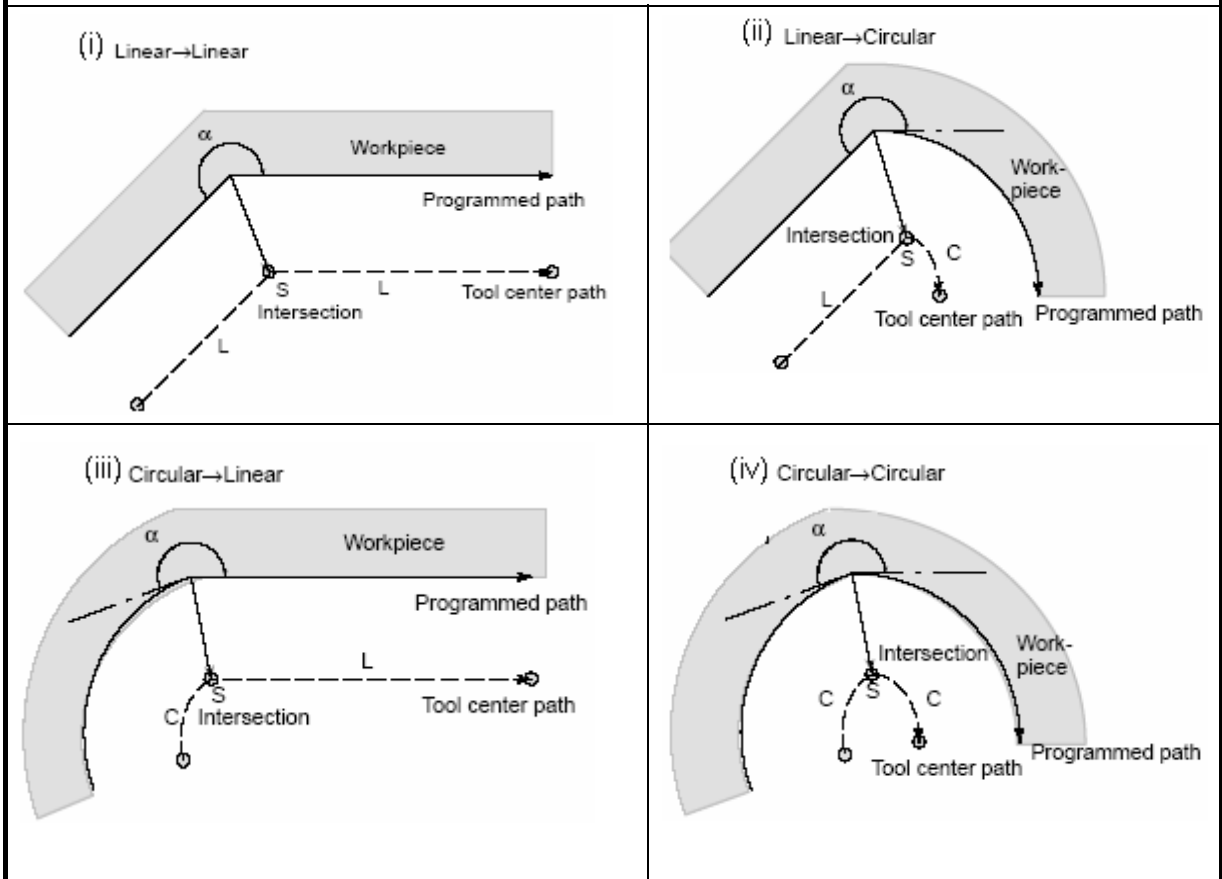 (i) Linear→Linear
α
Workpiece
Programmed path
S
L
Tool center path
Intersection
L
(ii) Linear→Circular
α
Work-
piece
Intersection
S
C
L
Tool center path
Programmed path
(iii) Circular→Linear
α
Workpiece
Programmed path
L
S
C
Intersection
Tool center path
(iv) Circular→Circular
α
Work-
piece
Intersection
C
S
C
Tool center path
Programmed path